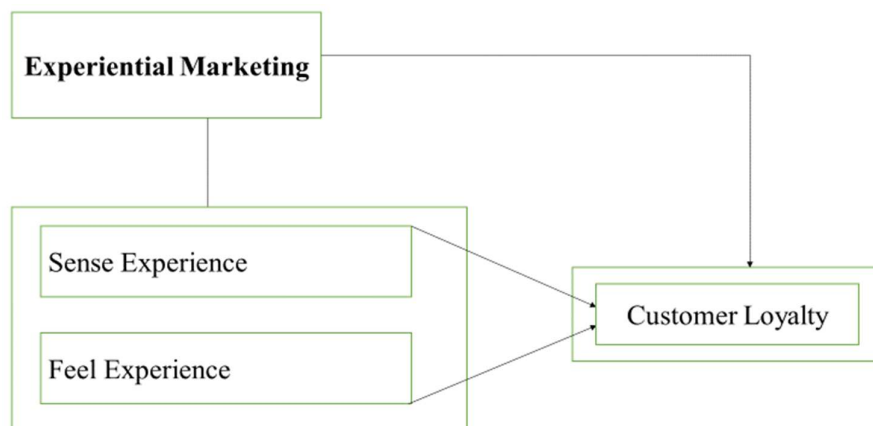 Experiential Marketing
Sense Experience
Customer Loyalty
Feel Experience